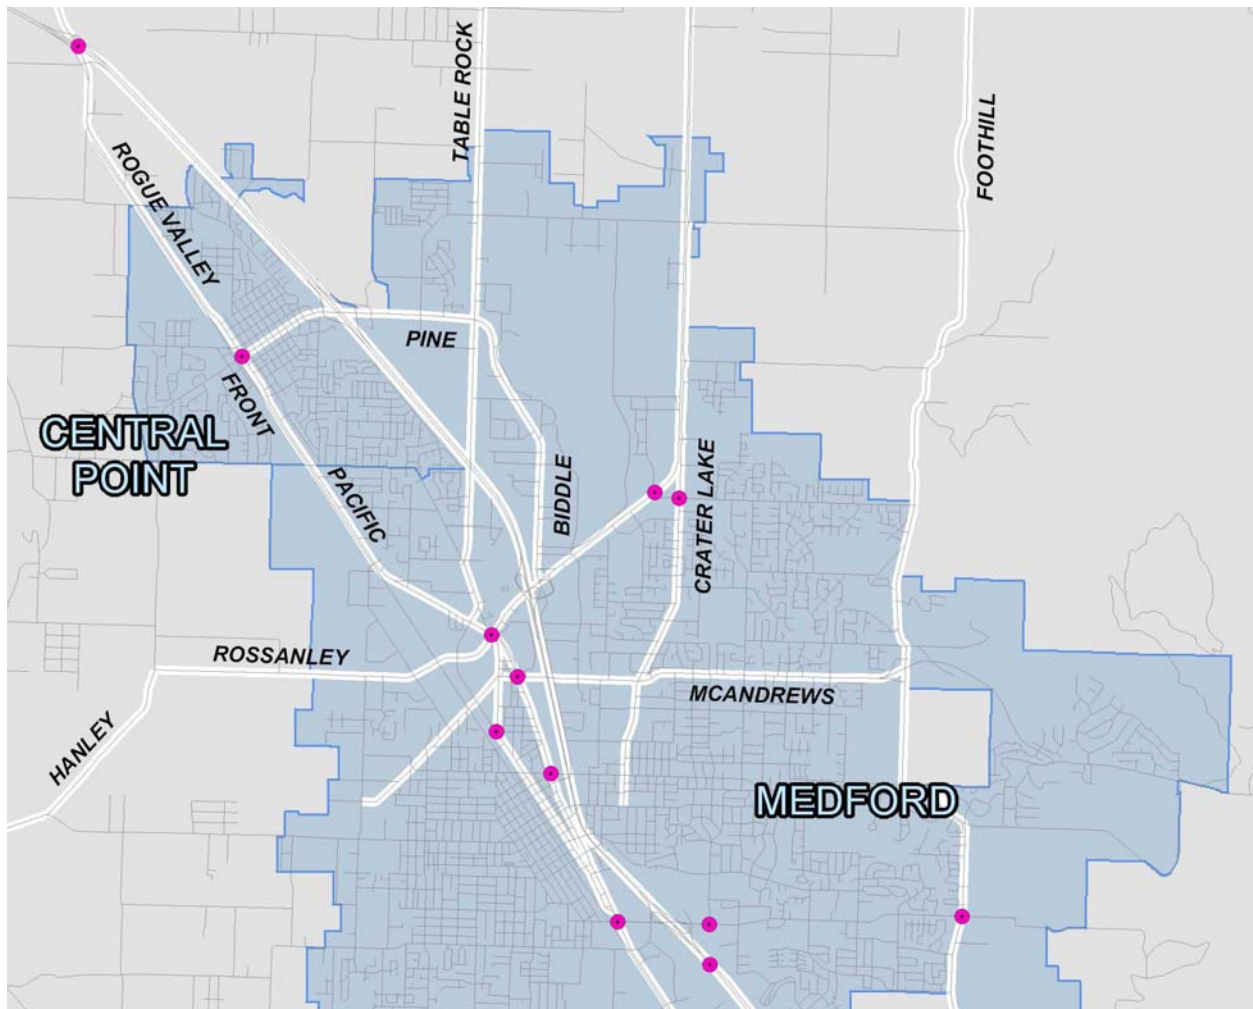 TABLE ROCK
FOOTHILL
ROGUE VALLEY
PINE
FRONT
CENTRAL
POINT
PACIFIC
BIDDLE
CRATER LAKE
ROSSANLEY
MCANDREWS
HANLEY
MEDFORD